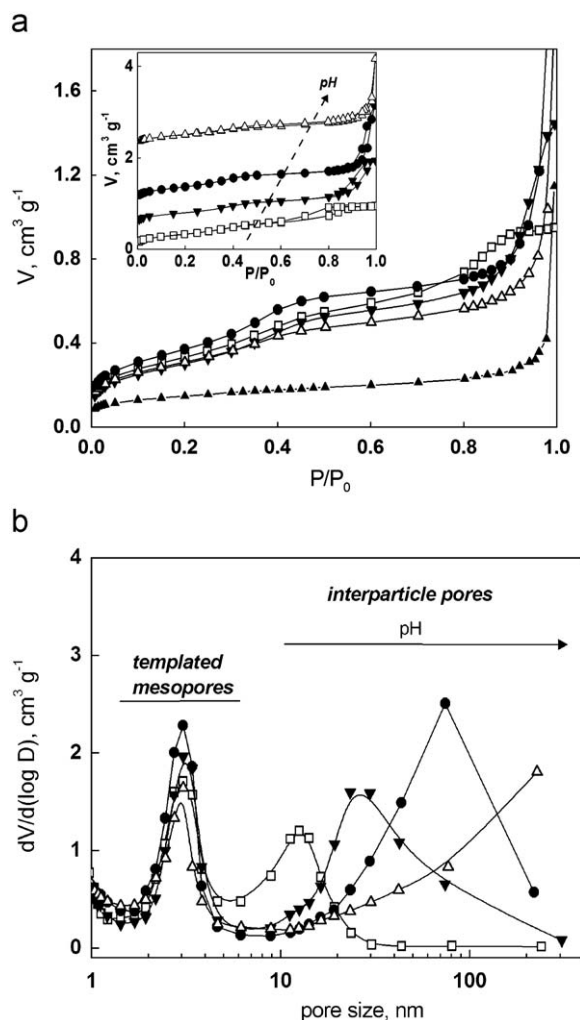 a
V, cm³ g⁻¹
1.6
1.2
0.8
0.4
0.0
0.0 0.2 0.4 0.6 0.8 1.0
P/P₀
V, cm³ g⁻¹
4
2
0
0.0 0.2 0.4 0.6 0.8 1.0
P/P₀
pH
b
dV/d(log D), cm³ g⁻¹
4
3
2
1
0
1 10 100
pore size, nm
interparticle pores
pH
templated
mesopores